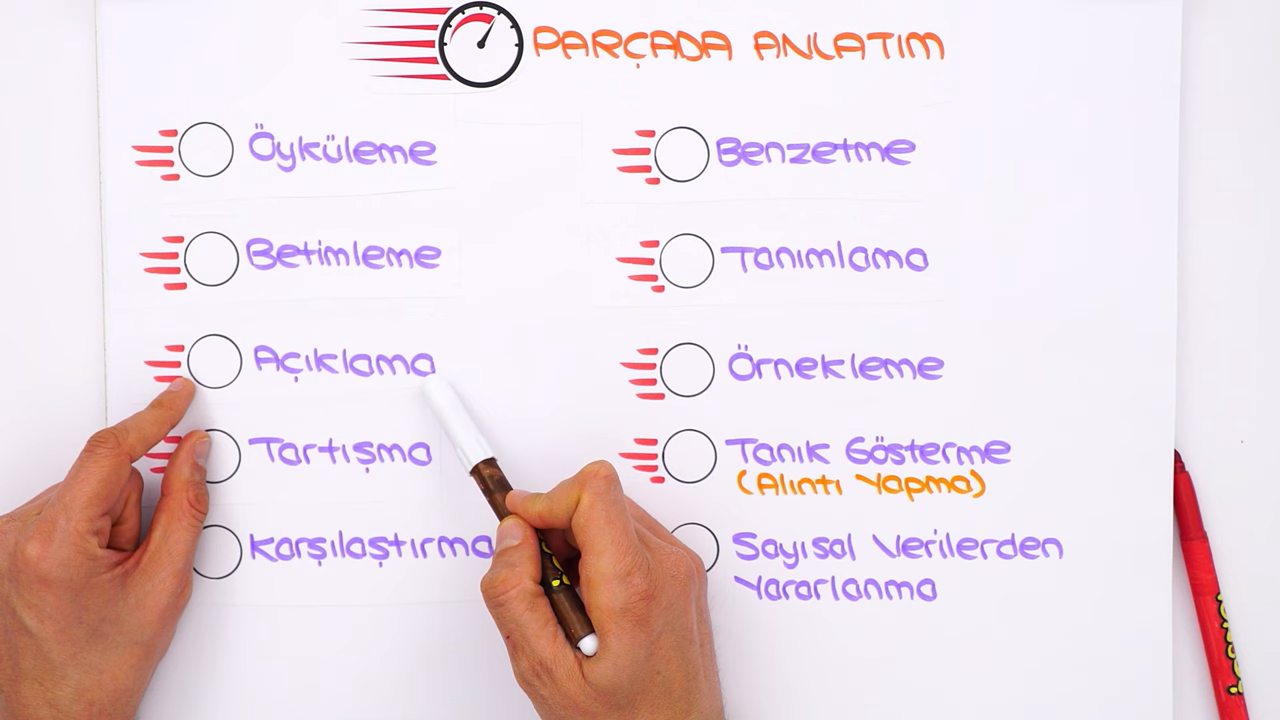 PARÇADA ANLATIM
Öyküleme
Betimleme
Açıklama
Tartışma
Karşılaştırma
Benzetme
Tanımlama
Örnekleme
Tanık Gösterme
(Alıntı Yapma)
Sayısal Verilerden
Yararlanma